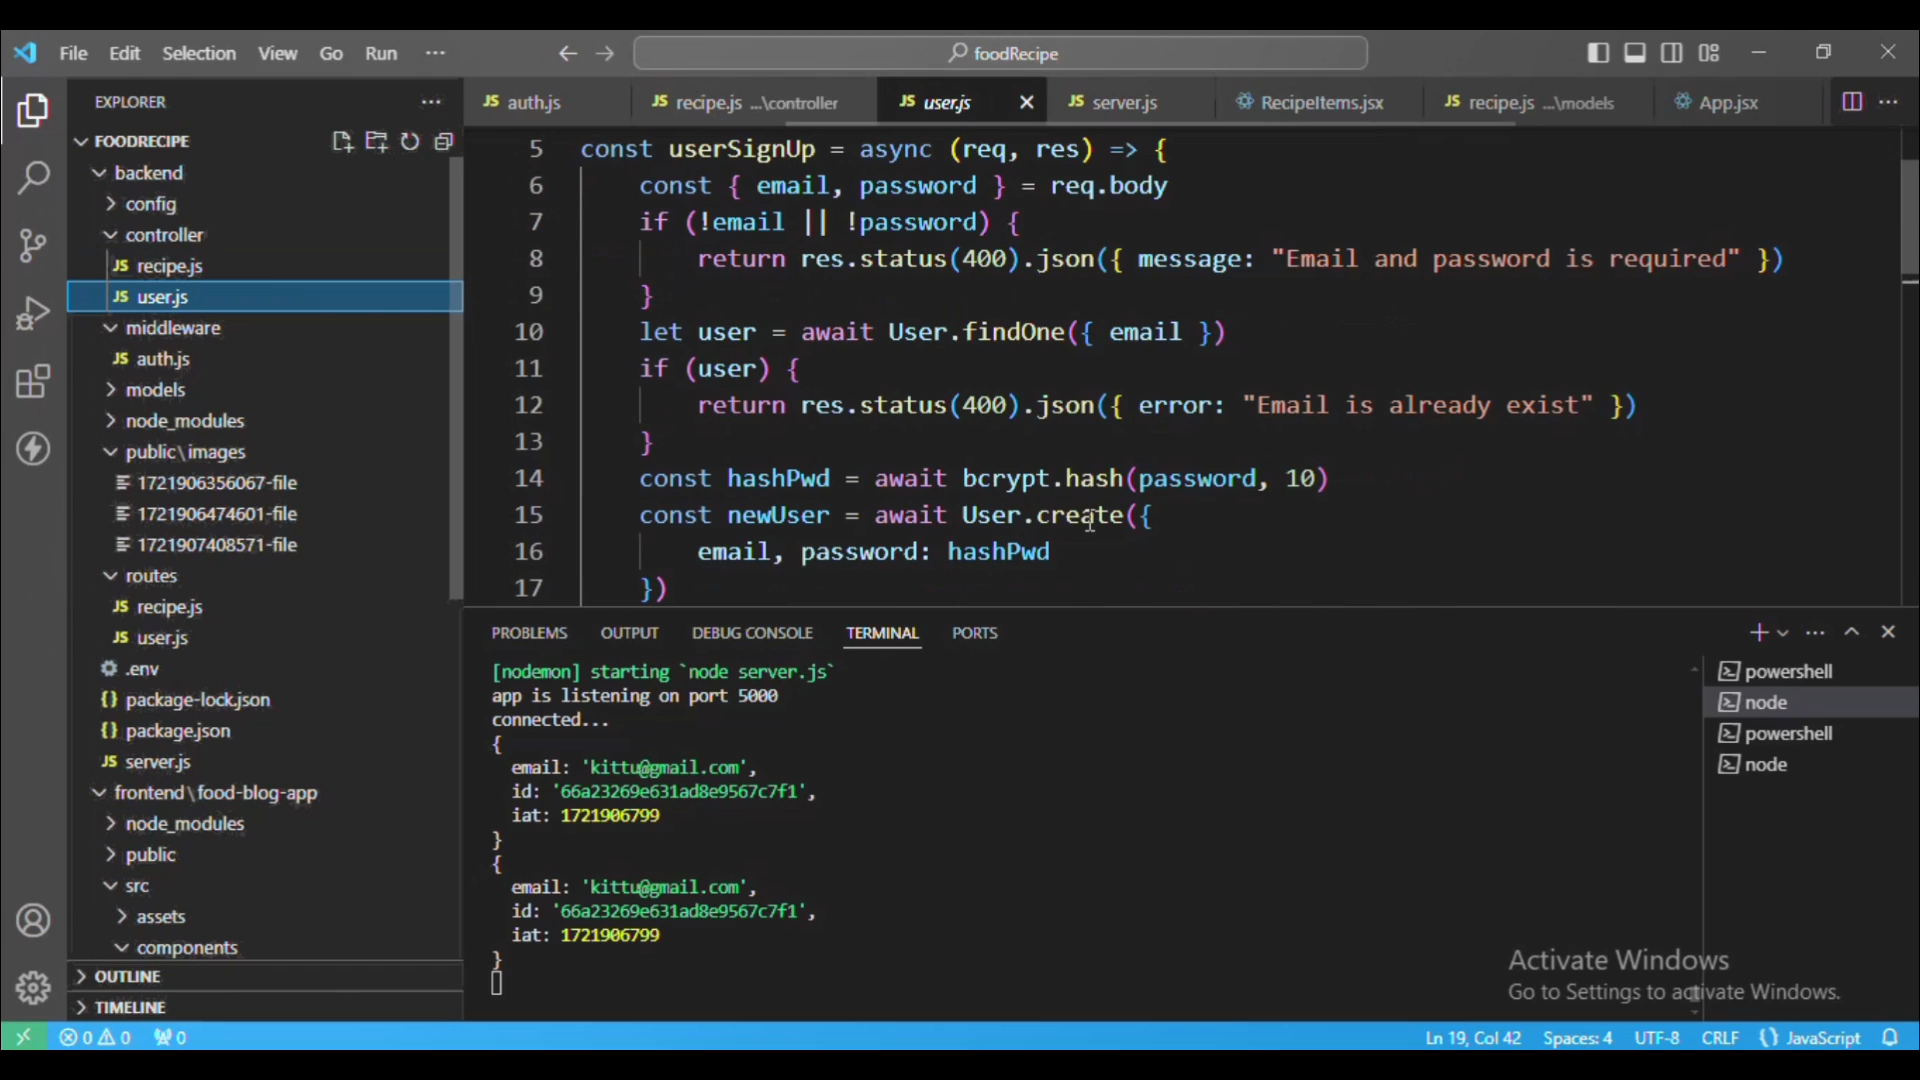 File Edit Selection View Go Run ···
foodRecipe
EXPLORER ···
FOODRECIPE
backend
config
controller
JS recipe.js
JS user.js
middleware
JS auth.js
models
node_modules
public\images
1721906356067-file
1721906474601-file
1721907408571-file
routes
JS recipe.js
JS user.js
.env
{} package-lock.json
{} package.json
JS server.js
frontend\food-blog-app
node_modules
public
src
assets
components
OUTLINE
TIMELINE
JS auth.js JS recipe.js ...\controller JS user.js JS server.js RecipeItems.jsx JS recipe.js ...\models App.jsx ···
5 const userSignUp = async (req, res) => {
6 const { email, password } = req.body
7 if (!email || !password) {
8 return res.status(400).json({ message: "Email and password is required" })
9 }
10 let user = await User.findOne({ email })
11 if (user) {
12 return res.status(400).json({ error: "Email is already exist" })
13 }
14 const hashPwd = await bcrypt.hash(password, 10)
15 const newUser = await User.create({
16 email, password: hashPwd
17 })
PROBLEMS OUTPUT DEBUG CONSOLE TERMINAL PORTS
[nodemon] starting `node server.js`
app is listening on port 5000
connected...
{
email: 'kittu@gmail.com',
id: '66a23269e631ad8e9567c7f1',
iat: 1721906799
}
{
email: 'kittu@gmail.com',
id: '66a23269e631ad8e9567c7f1',
iat: 1721906799
}
powershell
node
powershell
node
Activate Windows
Go to Settings to activate Windows.
0 0 0
Ln 19, Col 42 Spaces: 4 UTF-8 CRLF {} JavaScript